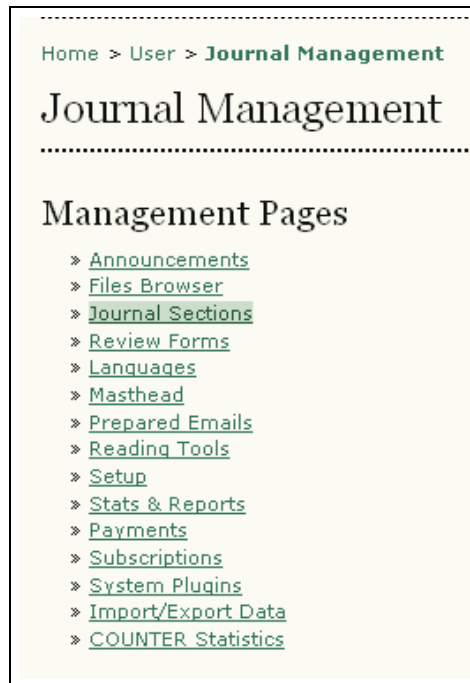 Home > User > Journal Management
Journal Management
Management Pages
» Announcements
» Files Browser
» Journal Sections
» Review Forms
» Languages
» Masthead
» Prepared Emails
» Reading Tools
» Setup
» Stats & Reports
» Payments
» Subscriptions
» System Plugins
» Import/Export Data
» COUNTER Statistics